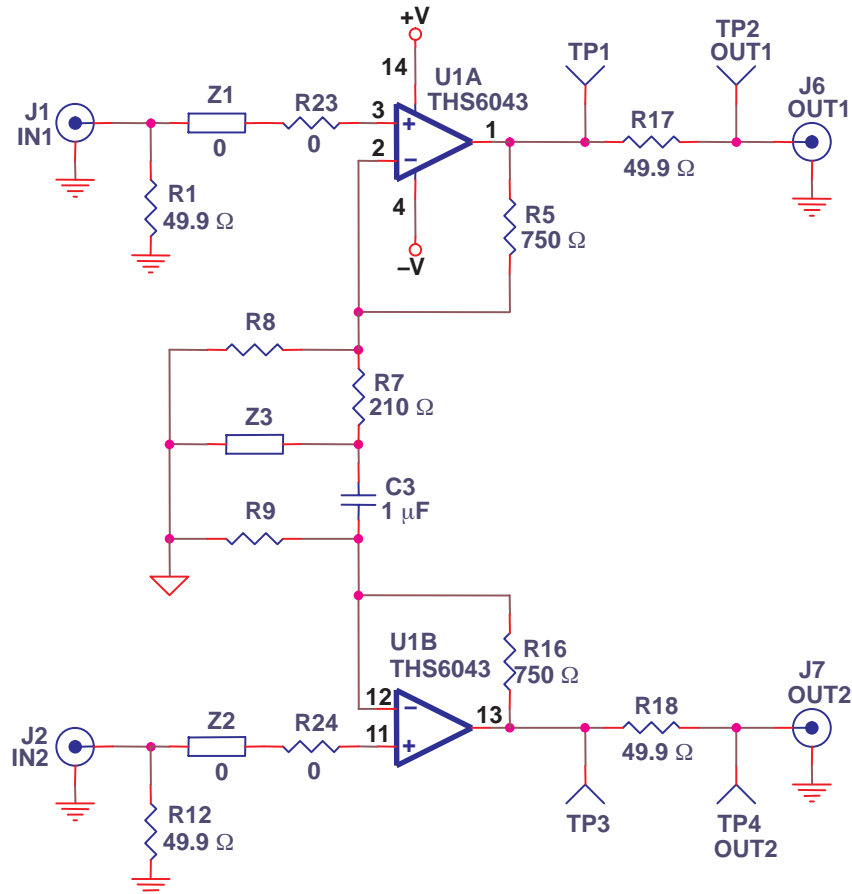 +V
14
U1A
THS6043
TP1
TP2
OUT1
J1
IN1
Z1
0
R23
0
3
+
2
−
1
4
–V
R17
49.9 Ω
J6
OUT1
R1
49.9 Ω
R5
750 Ω
R8
R7
210 Ω
Z3
C3
1 μF
R9
U1B
THS6043
R16
750 Ω
12
−
11
+
13
J2
IN2
Z2
0
R24
0
R18
49.9 Ω
J7
OUT2
R12
49.9 Ω
TP3
TP4
OUT2